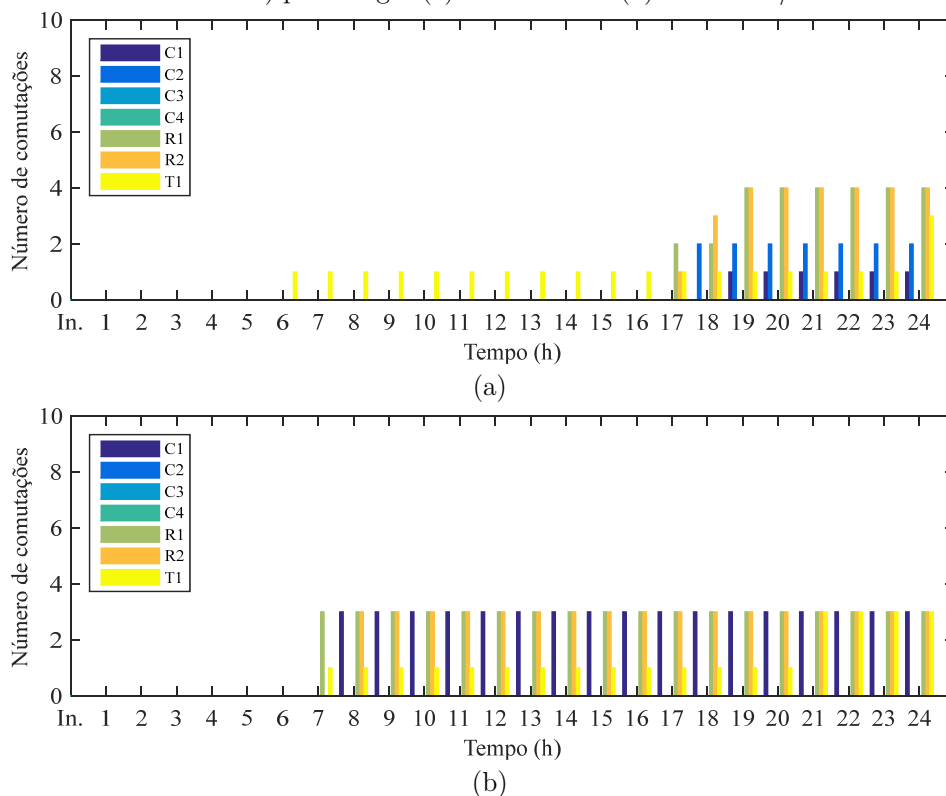 10
8
6
4
2
0
Número de comutações
C1
C2
C3
C4
R1
R2
T1
In. 1 2 3 4 5 6 7 8 9 10 11 12 13 14 15 16 17 18 19 20 21 22 23 24
Tempo (h)
(a)
10
8
6
4
2
0
Número de comutações
C1
C2
C3
C4
R1
R2
T1
In. 1 2 3 4 5 6 7 8 9 10 11 12 13 14 15 16 17 18 19 20 21 22 23 24
Tempo (h)
(b)